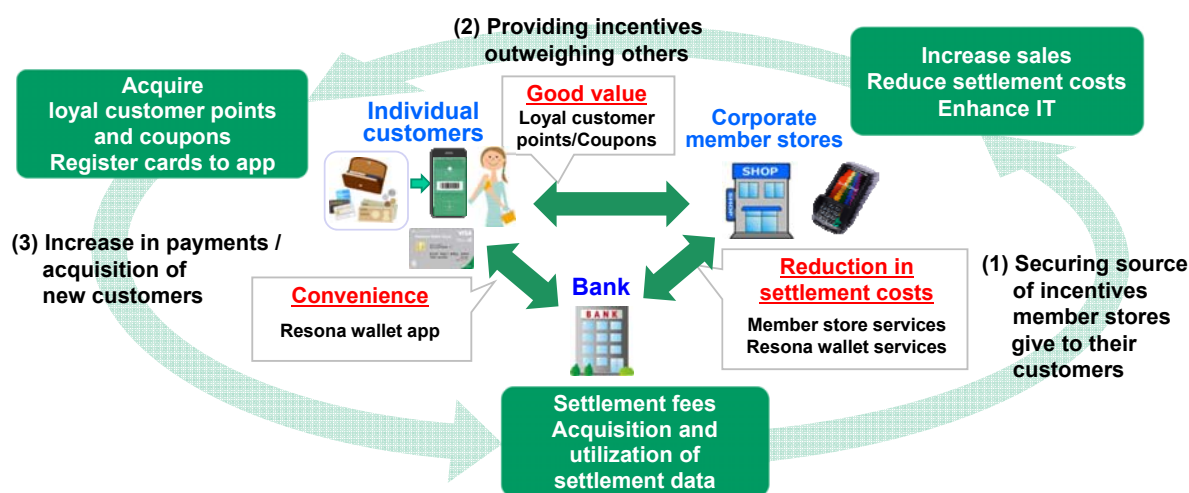 (2) Providing incentives
outweighing others
Increase sales
Reduce settlement costs
Enhance IT
Acquire
loyal customer points
and coupons
Register cards to app
Individual
customers
Good value
Loyal customer
points/Coupons
Corporate
member stores
SHOP
SHOP
VISA
(3) Increase in payments /
acquisition of
new customers
Convenience
Resona wallet app
Bank
BANK
Reduction in
settlement costs
Member store services
Resona wallet services
(1) Securing source
of incentives
member stores
give to their
customers
Settlement fees
Acquisition and
utilization of
settlement data